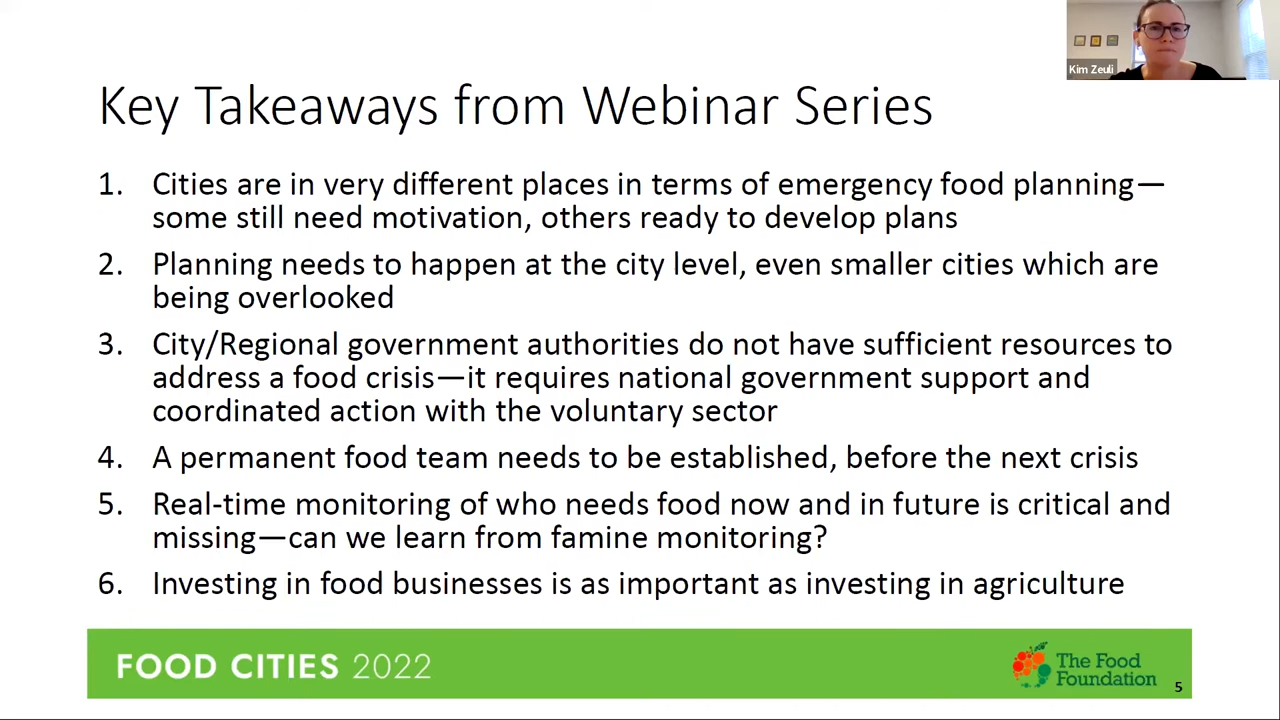 Kim Zeuli
Key Takeaways from Webinar Series
1. Cities are in very different places in terms of emergency food planning—
some still need motivation, others ready to develop plans
2. Planning needs to happen at the city level, even smaller cities which are
being overlooked
3. City/Regional government authorities do not have sufficient resources to
address a food crisis—it requires national government support and
coordinated action with the voluntary sector
4. A permanent food team needs to be established, before the next crisis
5. Real-time monitoring of who needs food now and in future is critical and
missing—can we learn from famine monitoring?
6. Investing in food businesses is as important as investing in agriculture
FOOD CITIES 2022
The Food
Foundation
5